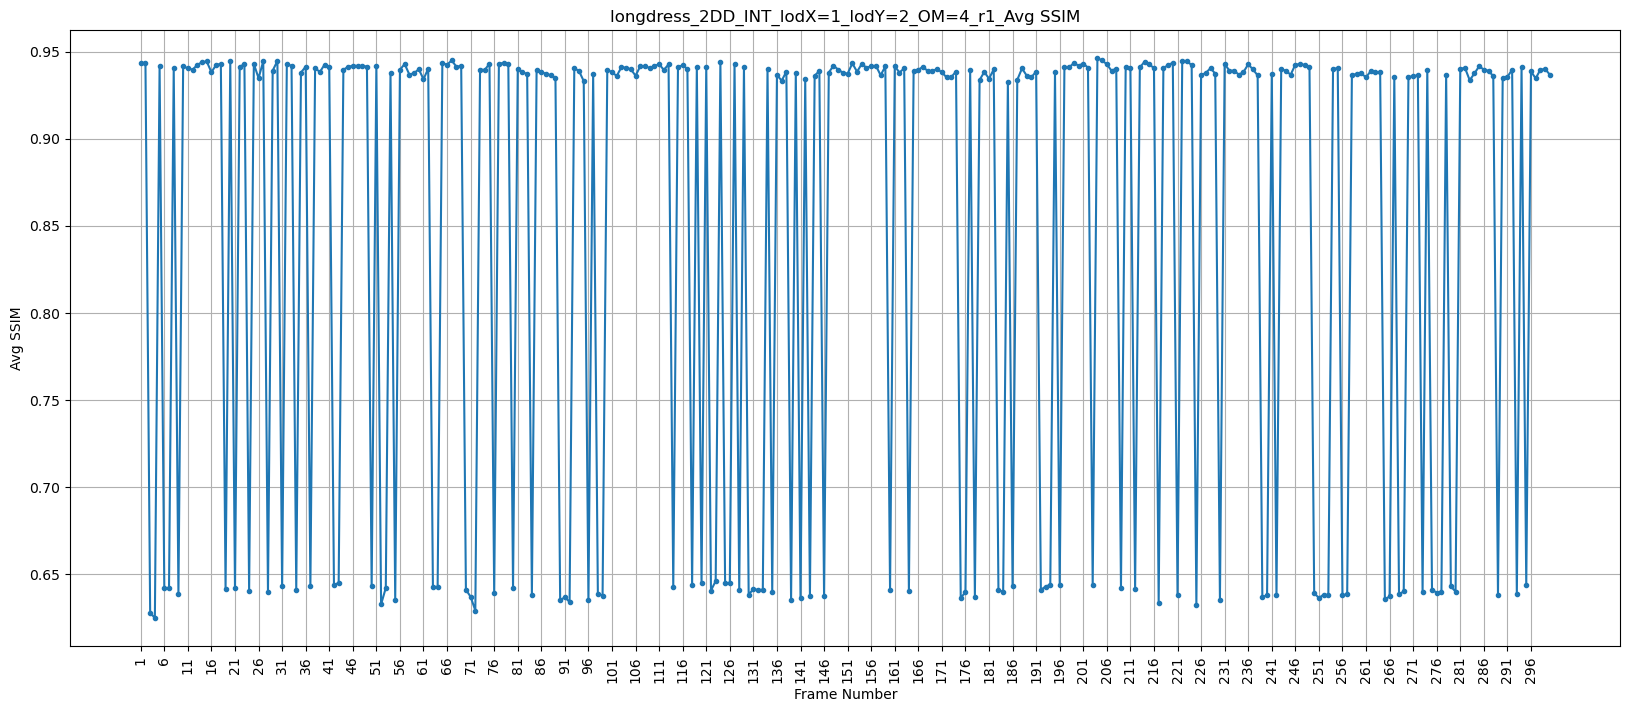 longdress_2DD_INT_lodX=1_lodY=2_OM=4_r1_Avg SSIM
0.95
0.90
0.85
0.80
0.75
0.70
0.65
Avg SSIM
1 6 11 16 21 26 31 36 41 46 51 56 61 66 71 76 81 86 91 96 101 106 111 116 121 126 131 136 141 146 151 156 161 166 171 176 181 186 191 196 201 206 211 216 221 226 231 236 241 246 251 256 261 266 271 276 281 286 291 296
Frame Number